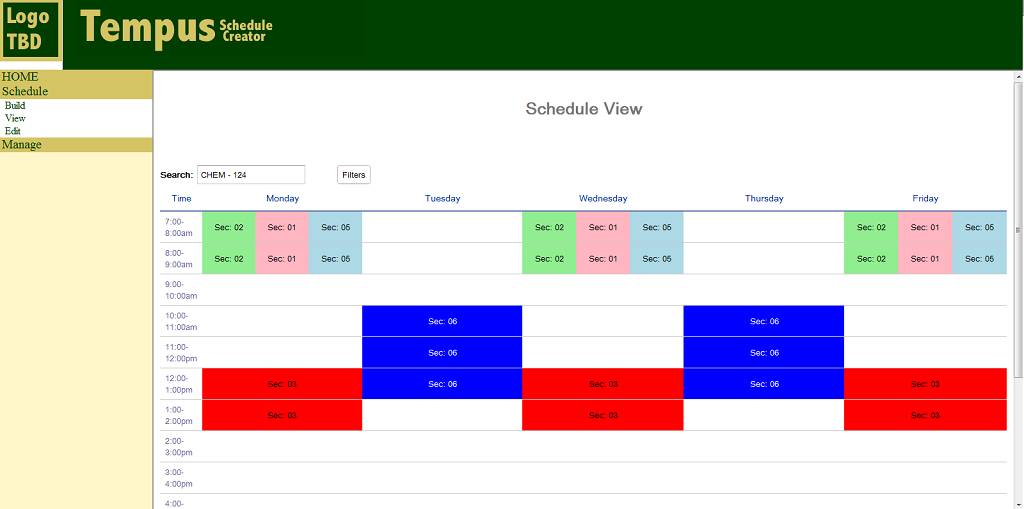 Logo
TBD
Tempus Schedule
Creator
HOME
Schedule
Build
View
Edit
Manage
Schedule View
Search: CHEM - 124 Filters
Time Monday Tuesday Wednesday Thursday Friday
7:00-
8:00am
Sec: 02 Sec: 01 Sec: 05 Sec: 02 Sec: 01 Sec: 05 Sec: 02 Sec: 01 Sec: 05
8:00-
9:00am
Sec: 02 Sec: 01 Sec: 05 Sec: 02 Sec: 01 Sec: 05 Sec: 02 Sec: 01 Sec: 05
9:00-
10:00am
10:00-
11:00am
Sec: 06 Sec: 06
11:00-
12:00pm
Sec: 06 Sec: 06
12:00-
1:00pm
Sec: 03 Sec: 06 Sec: 03 Sec: 06 Sec: 03
1:00-
2:00pm
Sec: 03 Sec: 03 Sec: 03
2:00-
3:00pm
3:00-
4:00pm
4:00-